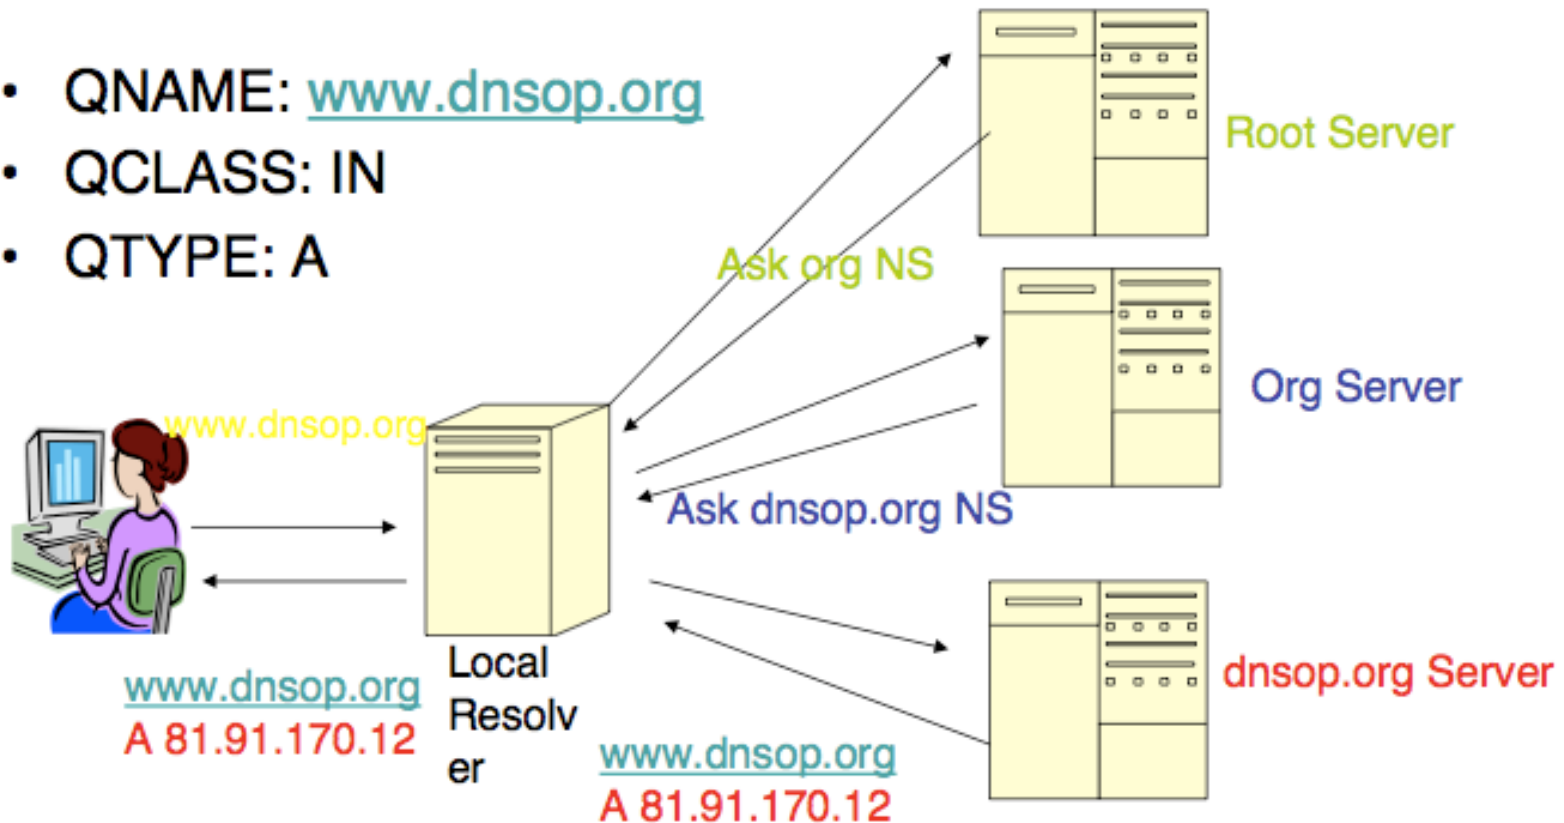 • QNAME: www.dnsop.org
• QCLASS: IN
• QTYPE: A
Root Server
Ask org NS
Org Server
www.dnsop.org
Ask dnsop.org NS
Local
Resolv
er
dnsop.org Server
www.dnsop.org
A 81.91.170.12
www.dnsop.org
A 81.91.170.12